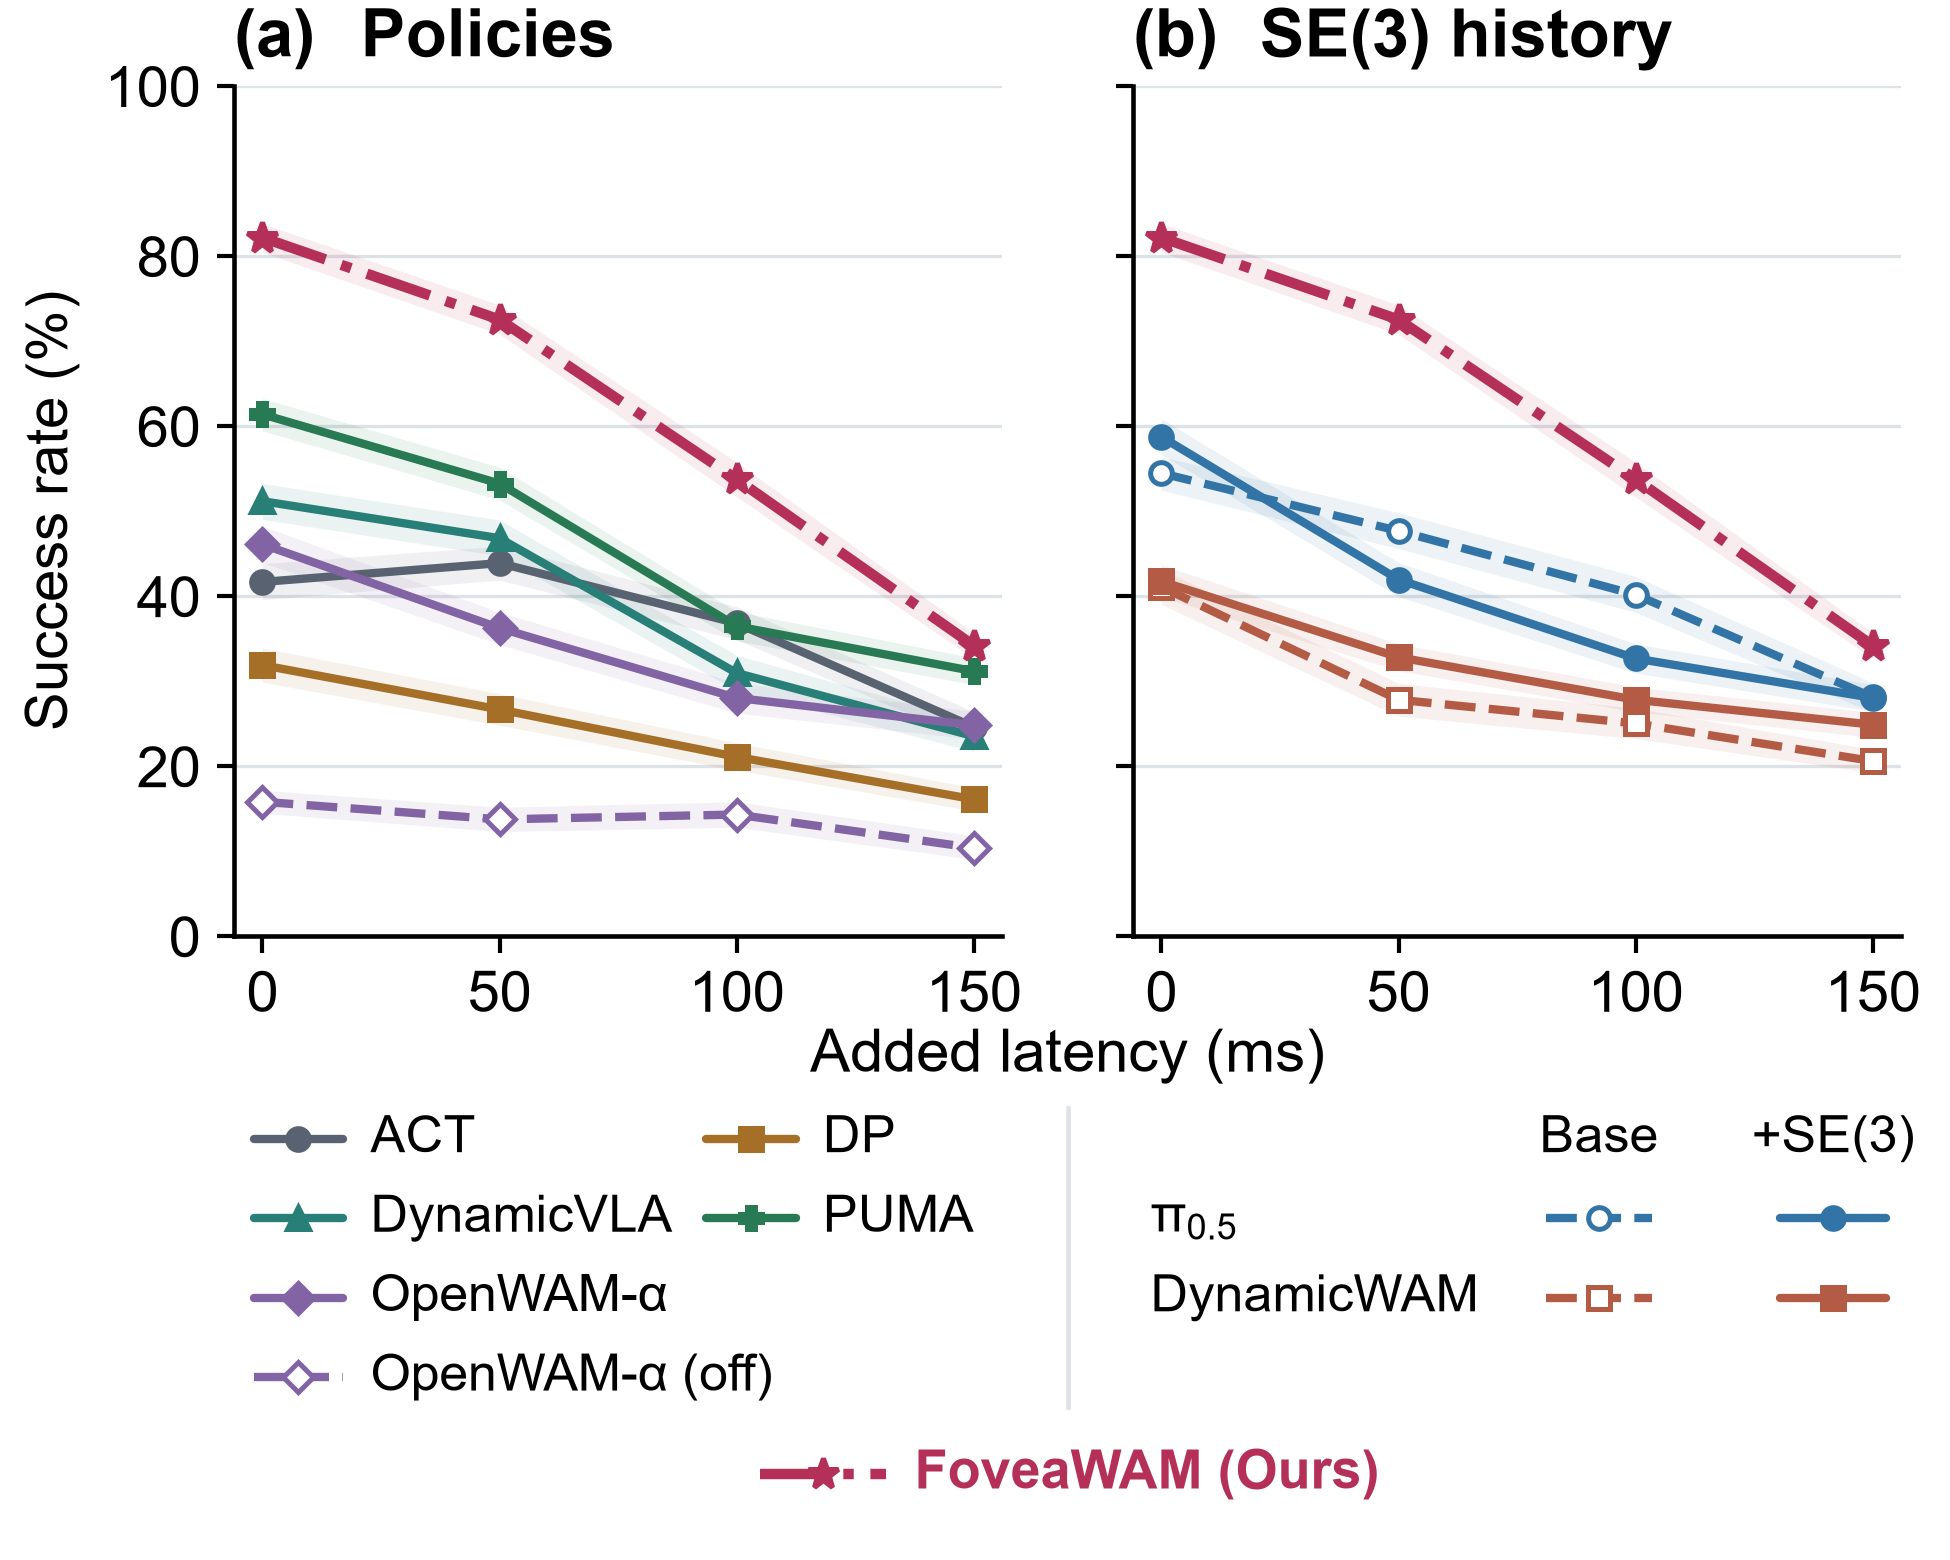 (a) Policies
(b) SE(3) history
Success rate (%)
100
80
60
40
20
0
0 50 100 150
0 50 100 150
Added latency (ms)
ACT
DP
DynamicVLA
PUMA
OpenWAM-α
OpenWAM-α (off)
Base +SE(3)
π0.5
DynamicWAM
FoveaWAM (Ours)